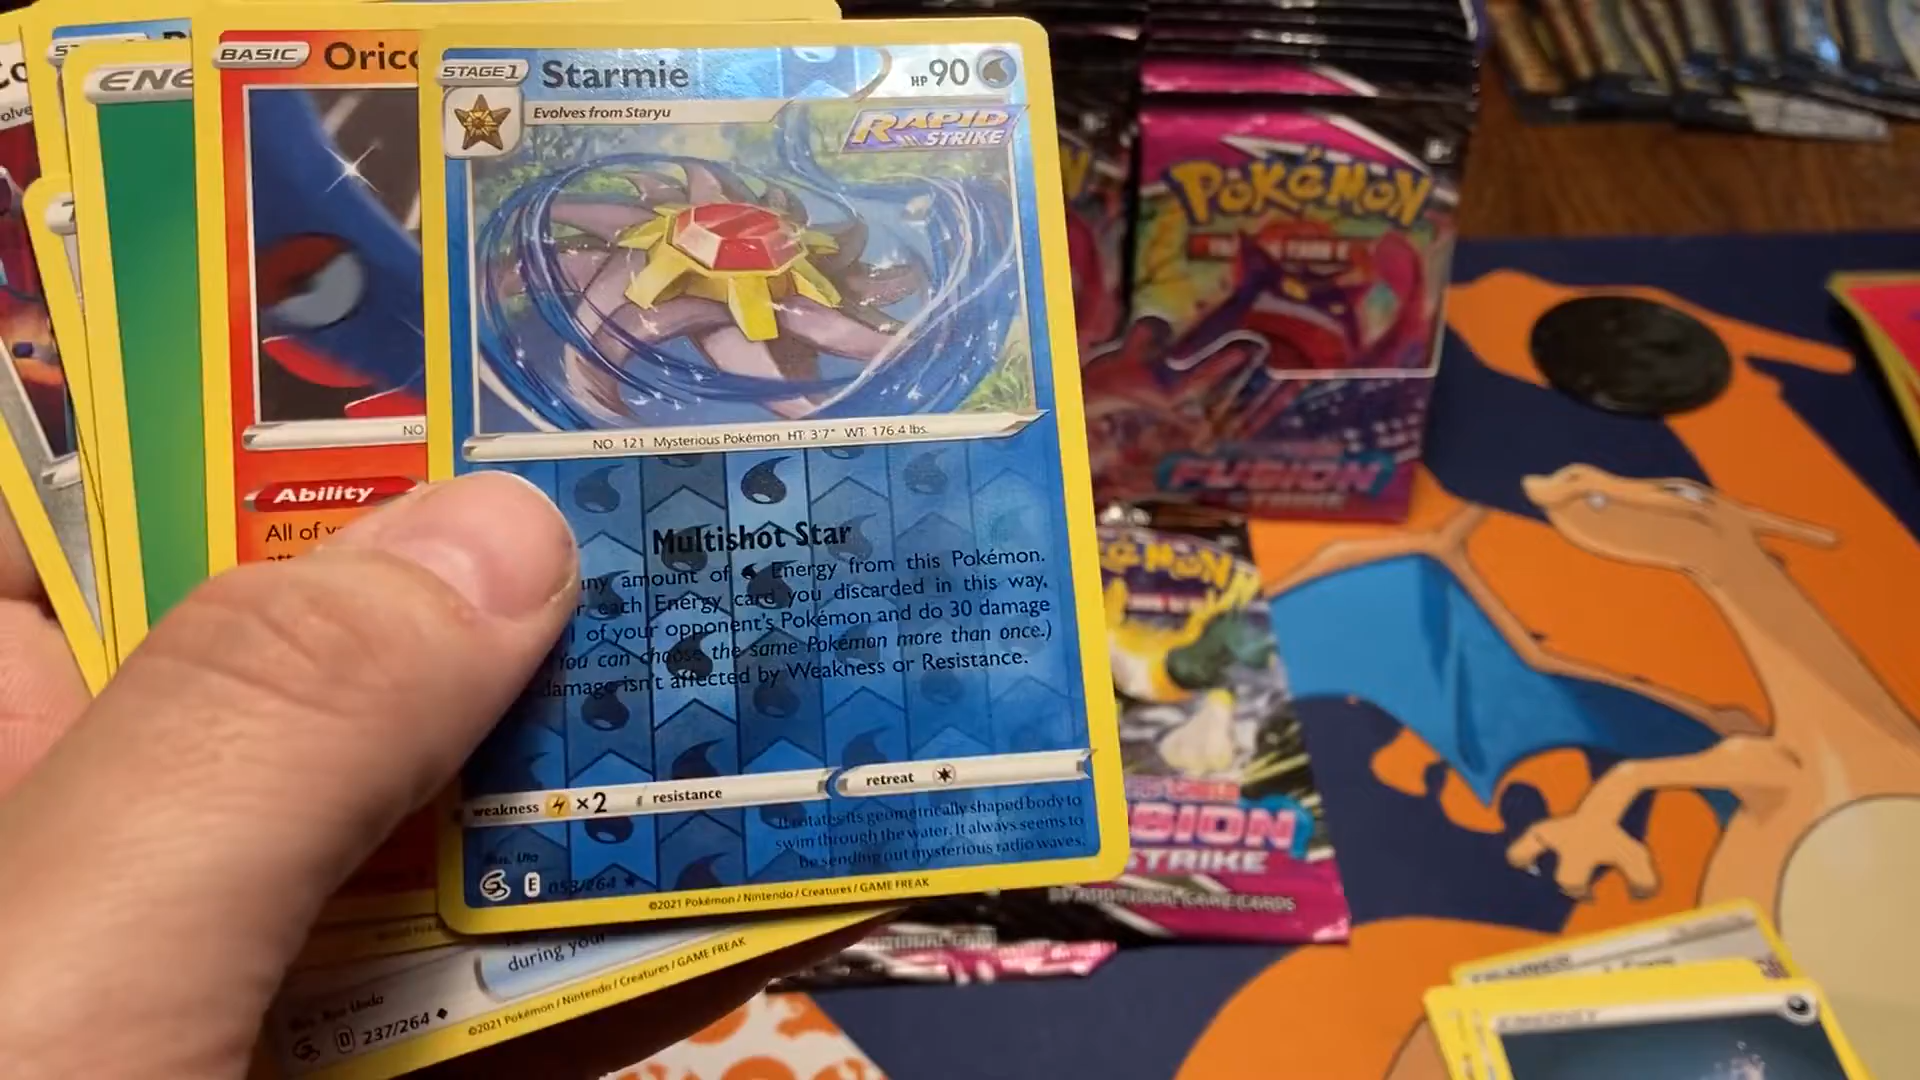 BASIC
Orico
ENE
Ability
All of
NO
STAGE 1
Starmie
HP 90
Evolves from Staryu
RAPID
STRIKE
NO. 121 Mysterious Pokémon HT: 3'7" WT: 176.4 lbs.
Multishot Star
any amount of Energy from this Pokémon.
each Energy card you discarded in this way,
1 of your opponent's Pokémon and do 30 damage
You can choose the same Pokémon more than once.)
damage isn't affected by Weakness or Resistance.
weakness ×2
resistance
retreat
It rotates its geometrically shaped body to
swim through the water. It always seems to
be sending out mysterious radio waves.
Illus. Uta
E 053/264
©2021 Pokémon / Nintendo / Creatures / GAME FREAK
during your
D 237/264
©2021 Pokémon / Nintendo / Creatures / GAME FREAK
POKÉMON
FUSION
STRIKE
TRAINER
ENERGY